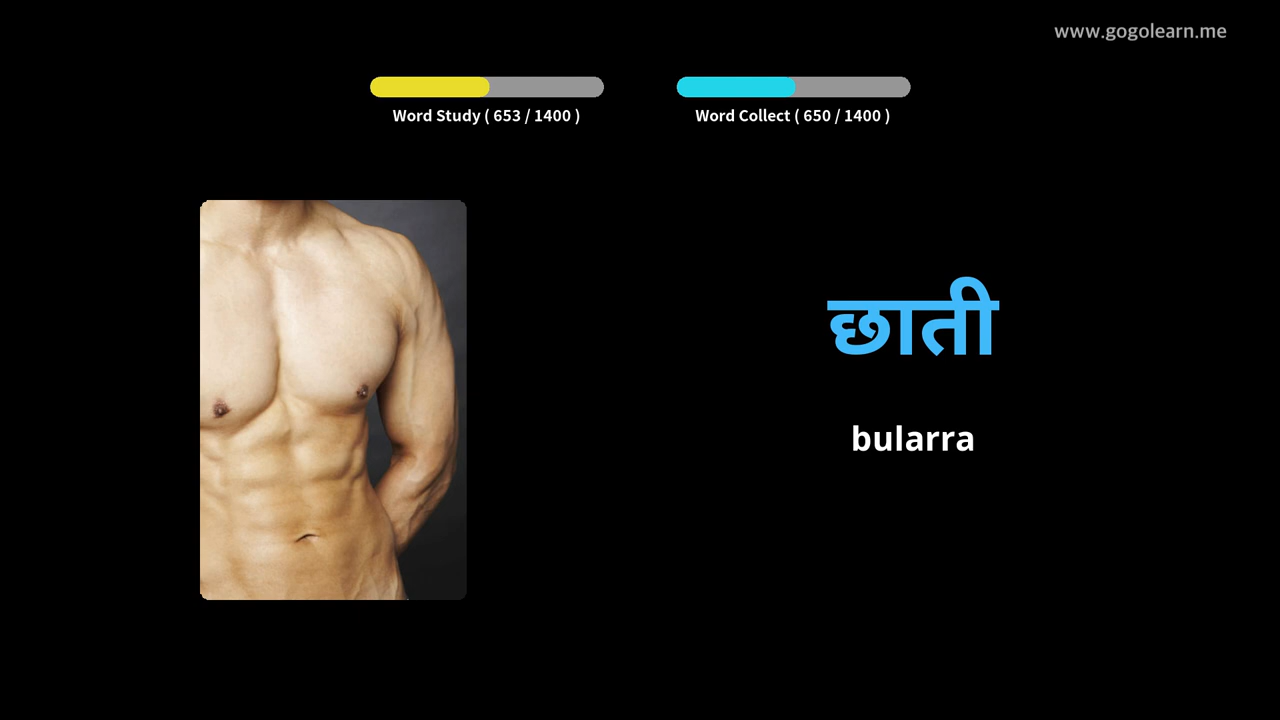 www.gogolearn.me
Word Study ( 653 / 1400 )
Word Collect ( 650 / 1400 )
छाती
bularra